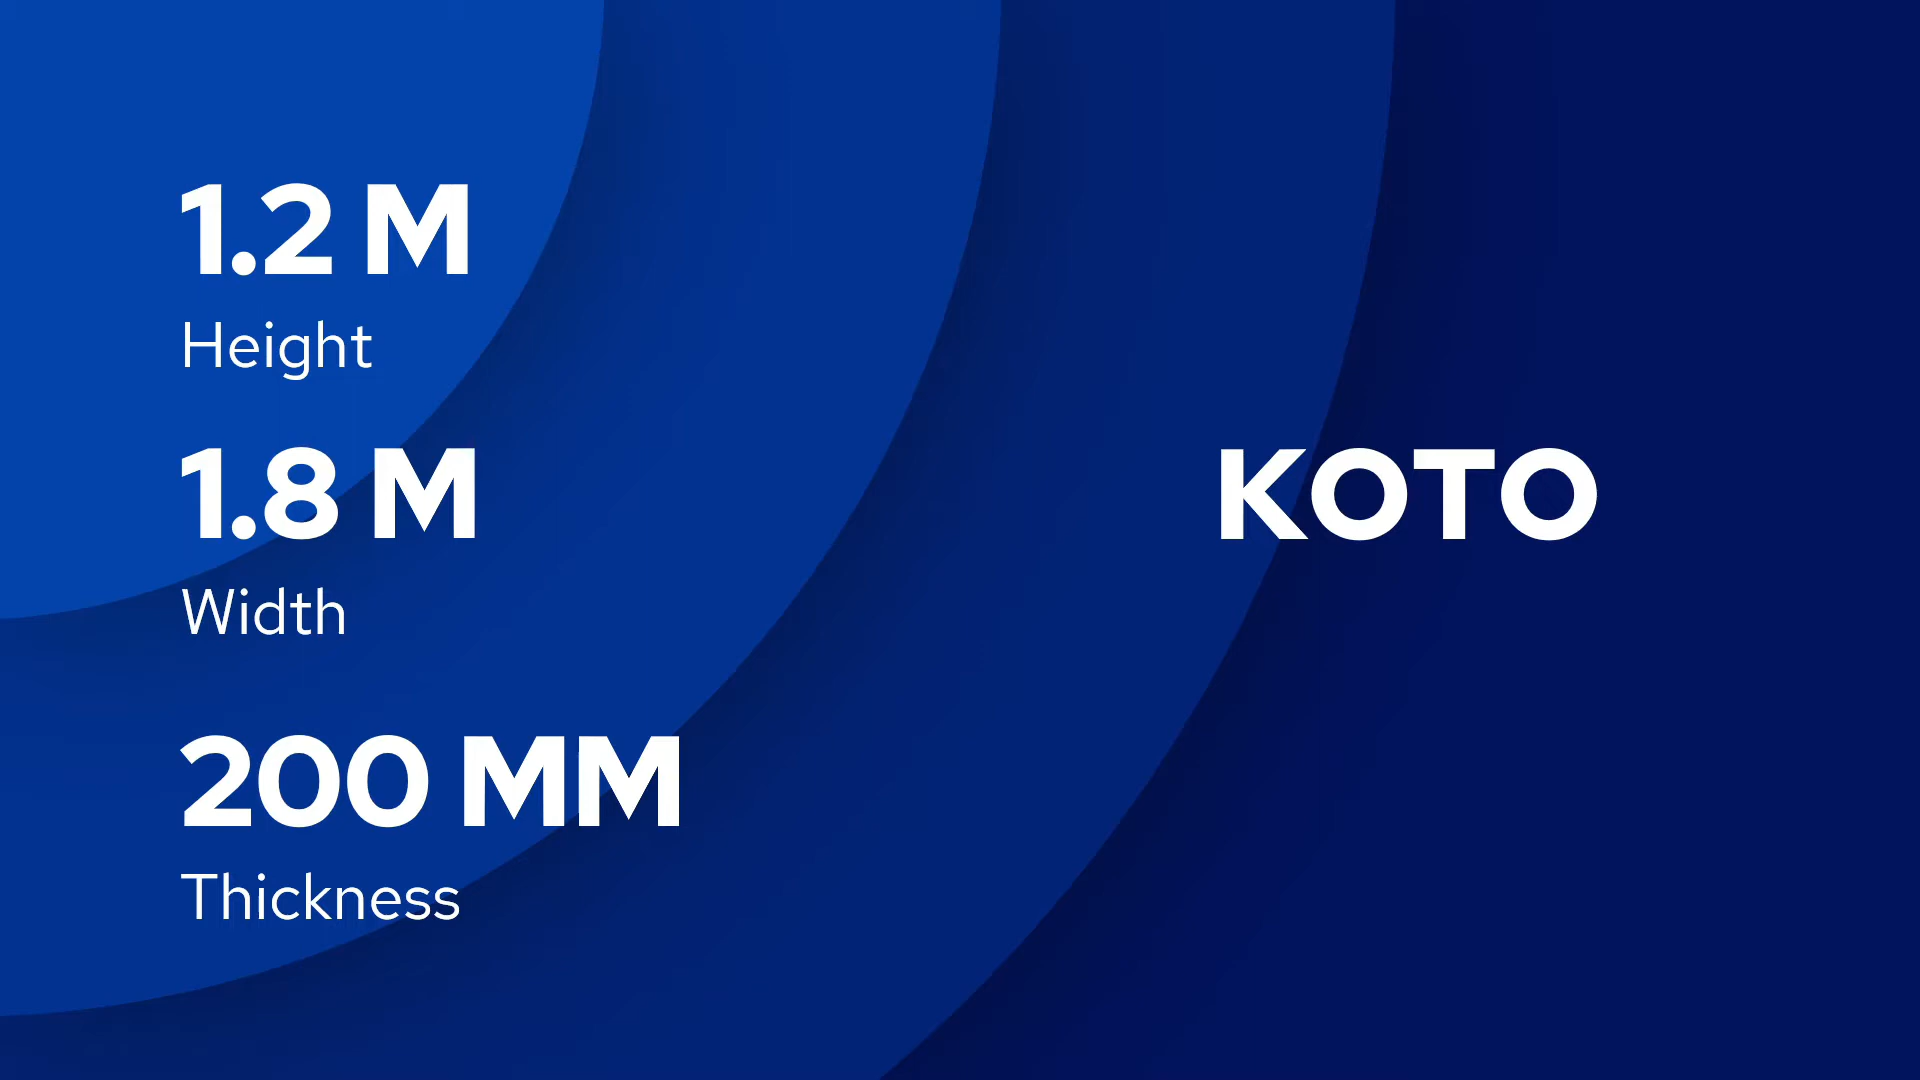 1.2 M
Height
1.8 M
Width
KOTO
200 MM
Thickness